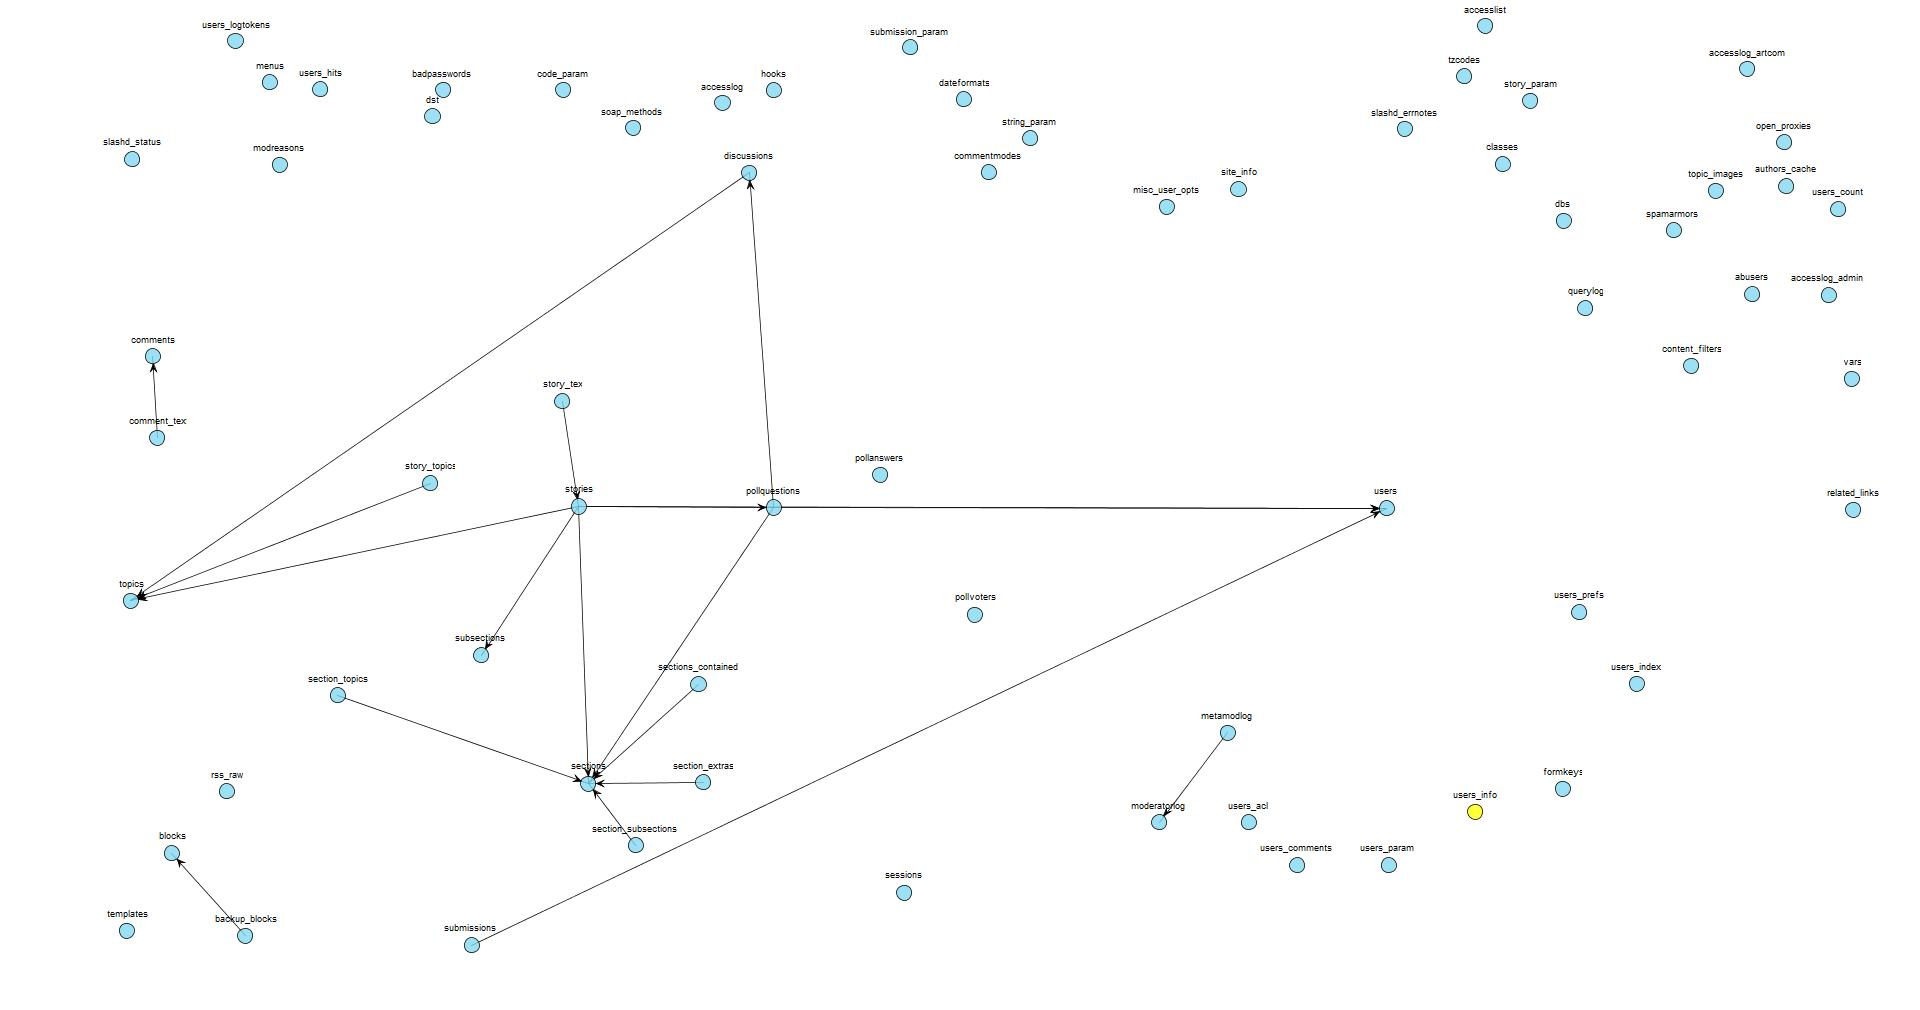 accesslist
users_logtokens
submission_param
accesslog_artcom
tzcodes
menus
users_hits
badpasswords
code_param
hooks
dateformats
story_param
accesslog
dst
soap_methods
slashd_errnotes
string_param
open_proxies
slashd_status
modreasons
classes
discussions
commentmodes
authors_cache
site_info
topic_images
misc_user_opts
users_count
dbs
spamarmors
abusers
accesslog_admin
querylog
comments
content_filters
vars
story_tex
comment_tex
pollanswers
story_topics
stories
pollquestions
users
related_links
topics
users_prefs
pollvoters
subsections
sections_contained
users_index
section_topics
metamodlog
sections
section_extras
formkeys
rss_raw
users_info
moderatorlog
users_acl
section_subsections
blocks
users_comments
users_param
sessions
templates
backup_blocks
submissions